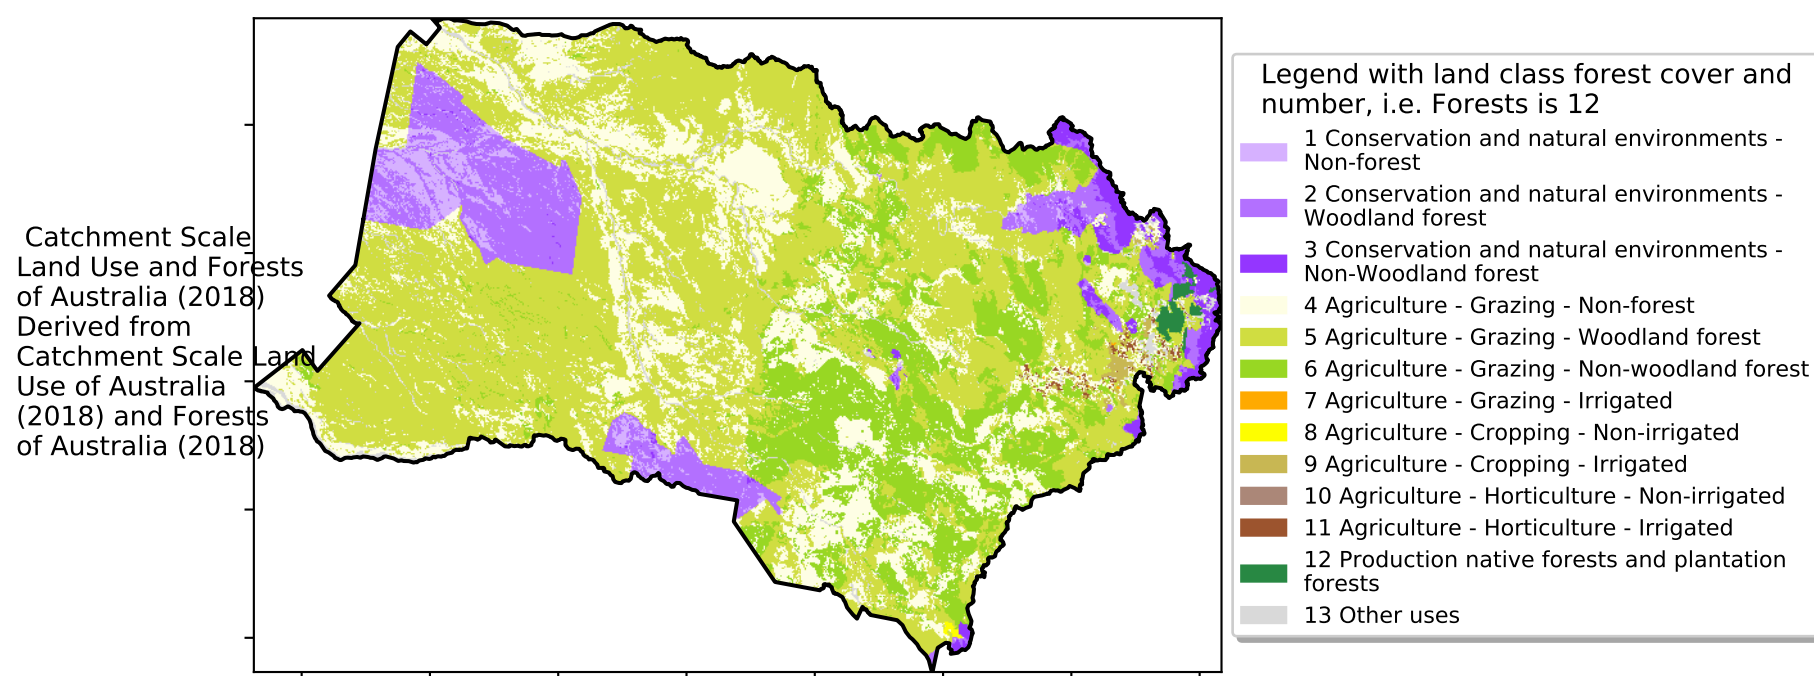 Catchment Scale
Land Use and Forests
of Australia (2018)
Derived from
Catchment Scale Land
Use of Australia
(2018) and Forests
of Australia (2018)
Legend with land class forest cover and
number, i.e. Forests is 12
1 Conservation and natural environments -
Non-forest
2 Conservation and natural environments -
Woodland forest
3 Conservation and natural environments -
Non-Woodland forest
4 Agriculture - Grazing - Non-forest
5 Agriculture - Grazing - Woodland forest
6 Agriculture - Grazing - Non-woodland forest
7 Agriculture - Grazing - Irrigated
8 Agriculture - Cropping - Non-irrigated
9 Agriculture - Cropping - Irrigated
10 Agriculture - Horticulture - Non-irrigated
11 Agriculture - Horticulture - Irrigated
12 Production native forests and plantation
forests
13 Other uses